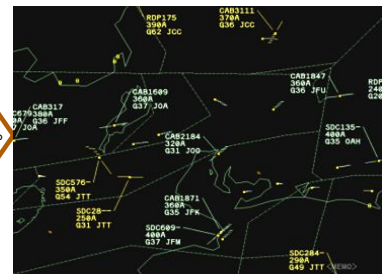 RDP175
390A
G62 JCC
CAB3111
370A
G36 JCC
CAB1609
360A
G37 JOA
CAB317
380A
G36 JFF
CAB1847
360A
G36 JFU
CAB2184
320A
G31 JOO
SDC135-
400A
G35 OAH
SDC576-
350A
G54 JTT
SDC28-
250A
G31 JTT
CAB1871
360A
G35 JFK
SDC609-
400A
G37 JFM
SDC284-
290A
G49 JTT
<MEMO>